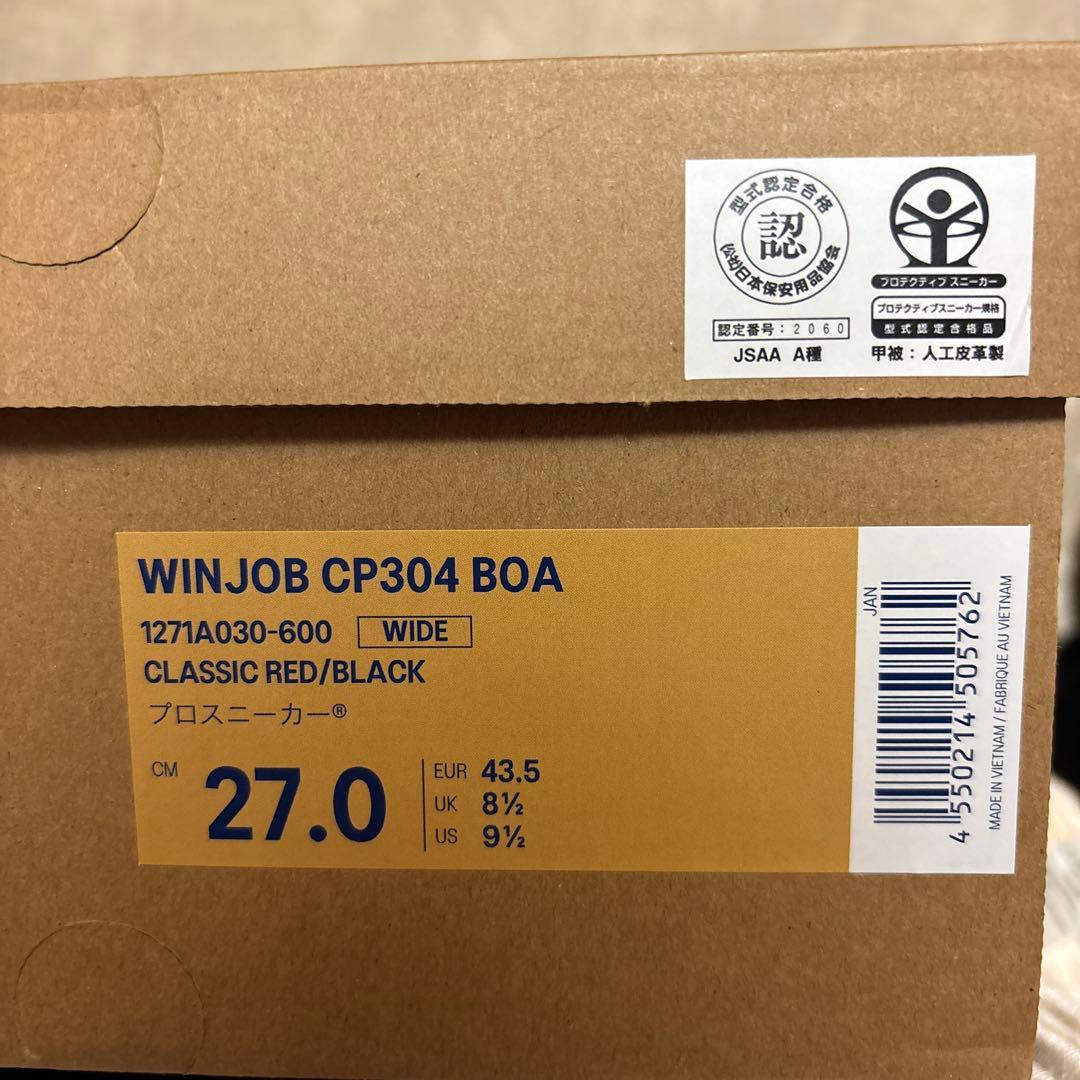 型式認定合格
認
(公社)日本保安用品協会
認定番号:2060
JSAA A種
プロテクティブ スニーカー
プロテクティブスニーカー規格
型式認定合格品
甲被:人工皮革製
WINJOB CP304 BOA
1271A030-600 WIDE
CLASSIC RED/BLACK
プロスニーカー®
CM 27.0
EUR 43.5
UK 8½
US 9½
JAN
4 550214 505762
MADE IN VIETNAM / FABRIQUE AU VIETNAM